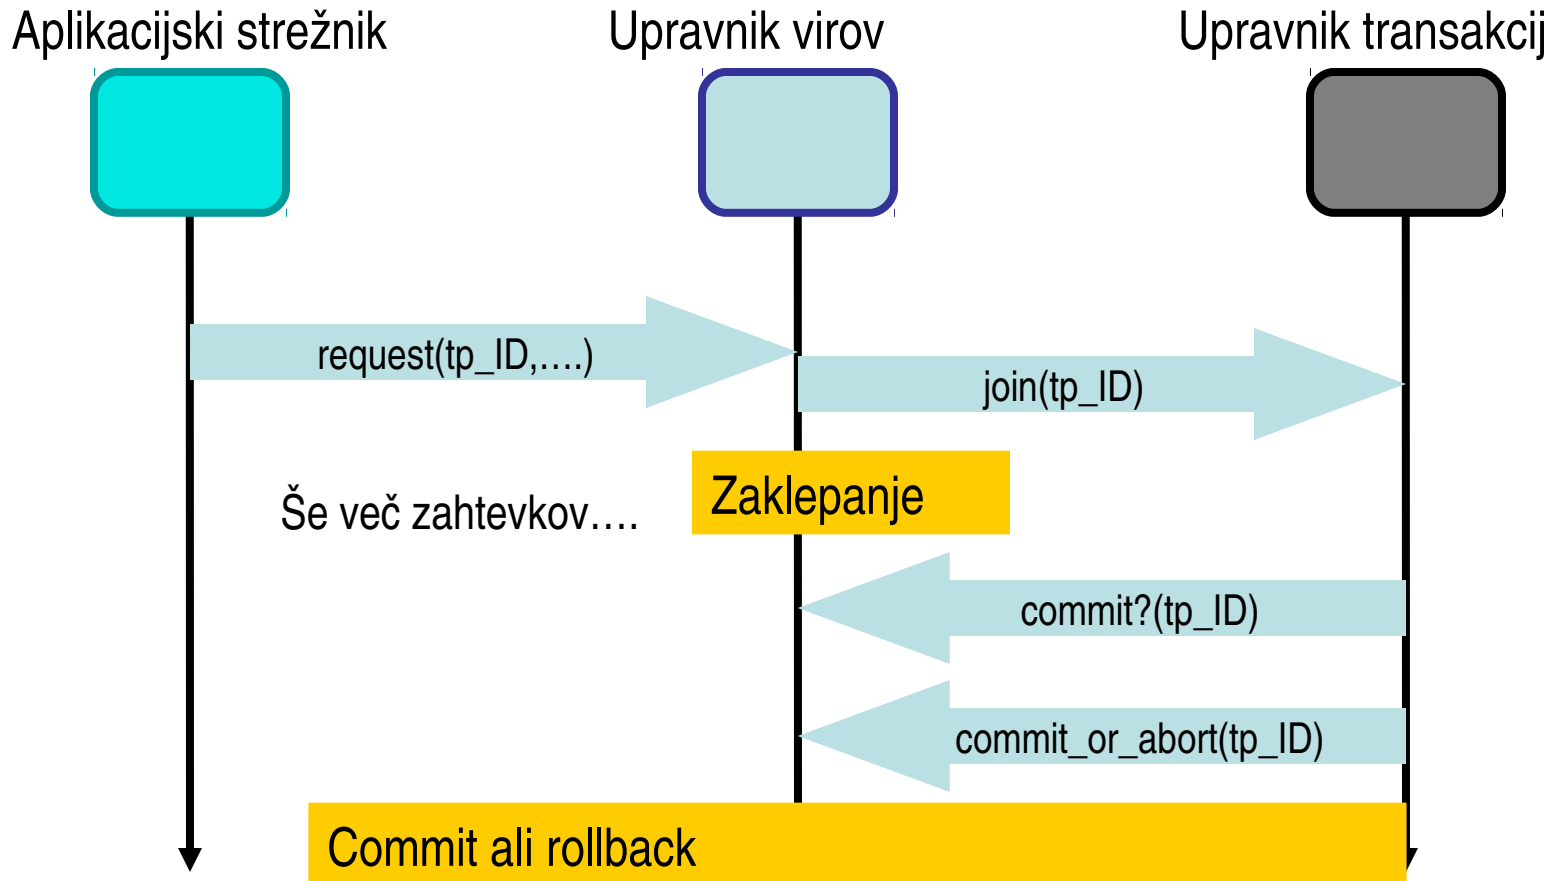 Aplikacijski strežnik
Upravnik virov
Upravnik transakcij
request(tp_ID,….)
join(tp_ID)
Zaklepanje
Še več zahtevkov….
commit?(tp_ID)
commit_or_abort(tp_ID)
Commit ali rollback